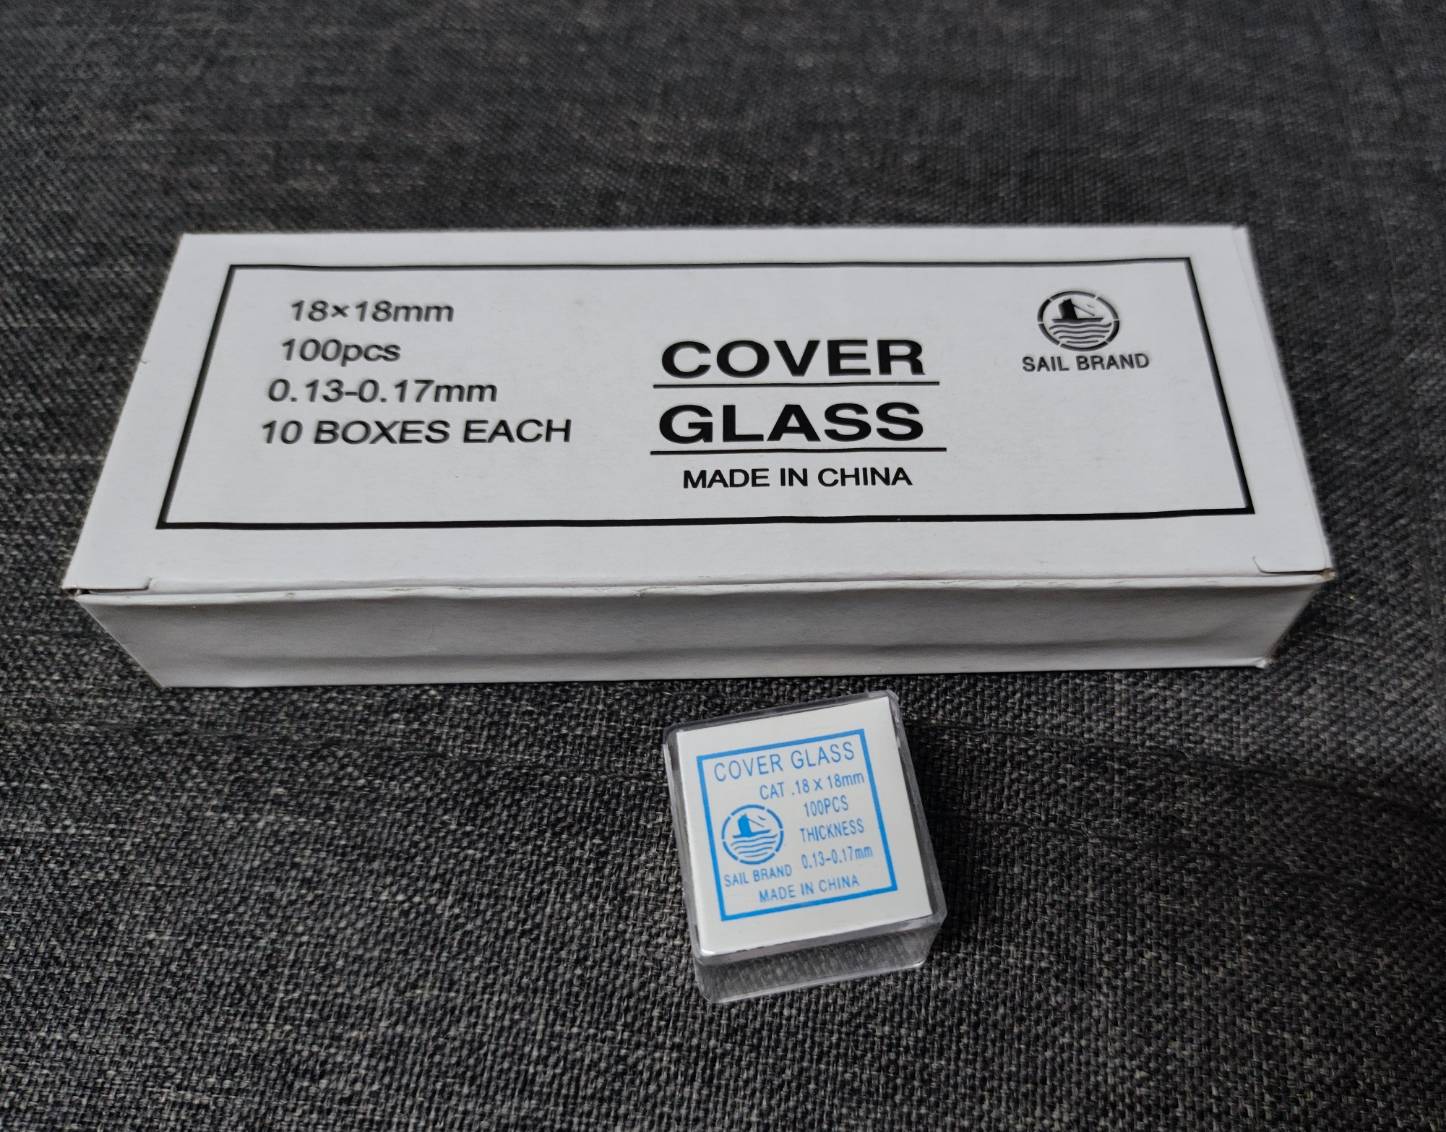 18×18mm
100pcs
0.13-0.17mm
10 BOXES EACH
COVER
GLASS
MADE IN CHINA
SAIL BRAND
COVER GLASS
CAT .18 x 18mm
100PCS
THICKNESS
0.13-0.17mm
SAIL BRAND
MADE IN CHINA